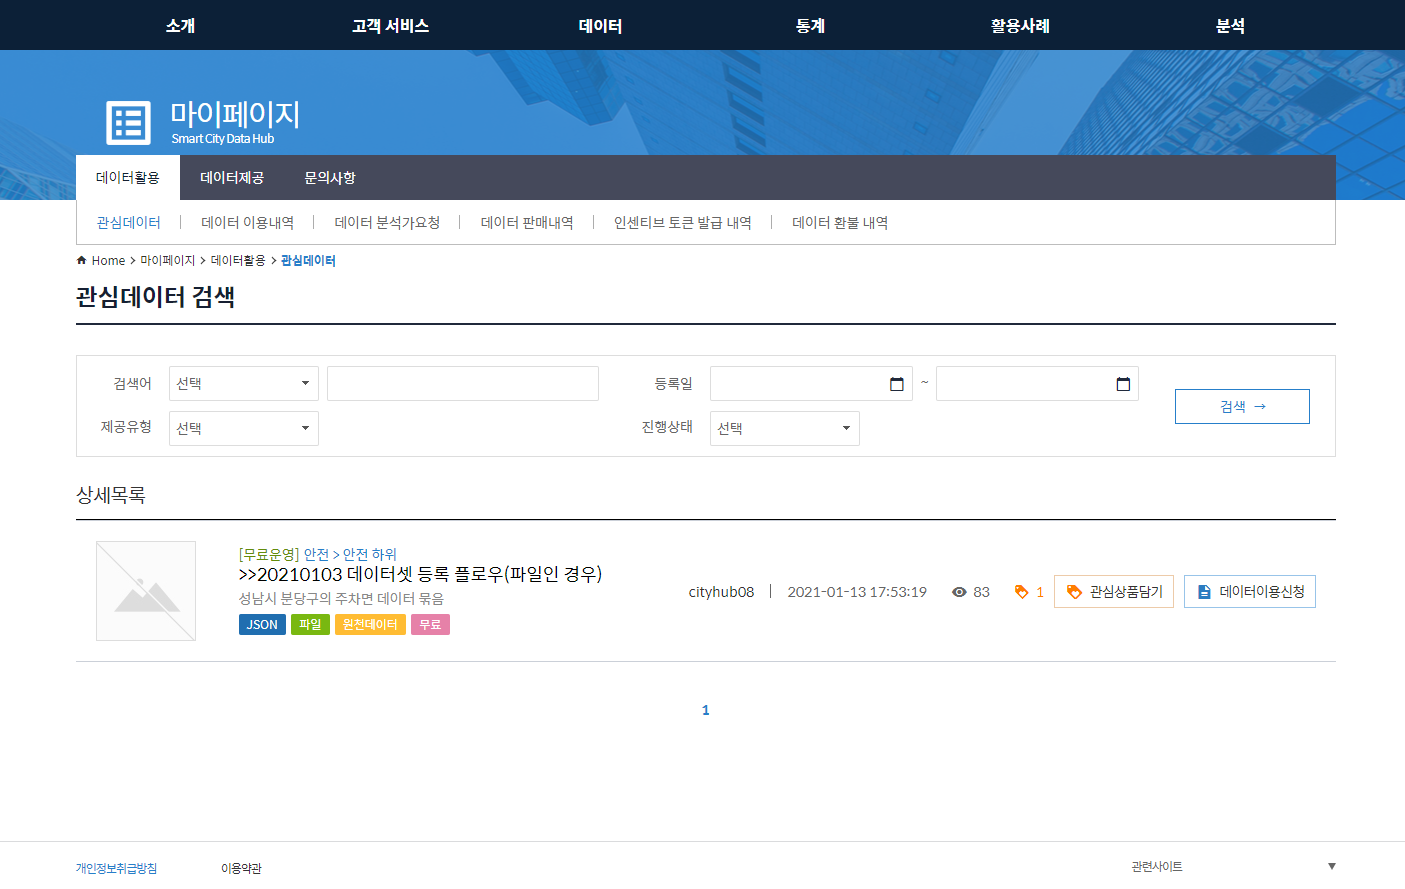 소개 고객 서비스 데이터 통계 활용사례 분석
마이페이지
Smart City Data Hub
데이터활용 데이터제공 문의사항
관심데이터 데이터 이용내역 데이터 분석가요청 데이터 판매내역 인센티브 토큰 발급 내역 데이터 환불 내역
Home > 마이페이지 > 데이터활용 > 관심데이터
관심데이터 검색
검색어 선택 등록일 ~
검색 →
제공유형 선택 진행상태 선택
상세목록
[무료운영] 안전 > 안전 하위
>>20210103 데이터셋 등록 플로우(파일인 경우)
cityhub08 | 2021-01-13 17:53:19 83 1 관심상품담기 데이터이용신청
성남시 분당구의 주차면 데이터 묶음
JSON 파일 원천데이터 무료
1
개인정보취급방침 이용약관 관련사이트 ▼